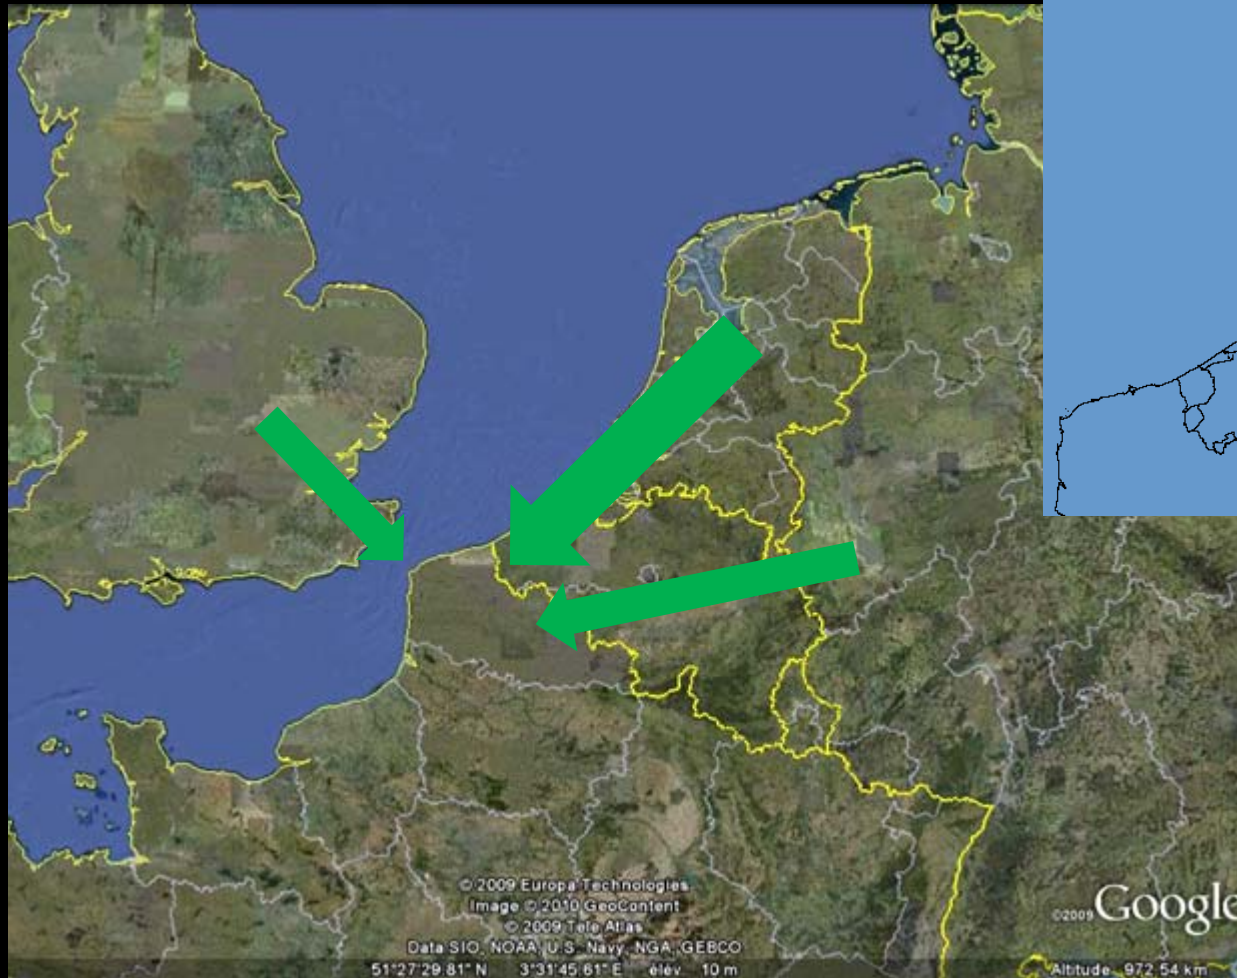 © 2009 Europa Technologies
Image © 2010 GeoContent
© 2009 Tele Atlas
Data SIO, NOAA, U.S. Navy, NGA, GEBCO
©2009 Google
51°27'29.81" N 3°31'45.61" E élév. 10 m
Altitude 972.54 km